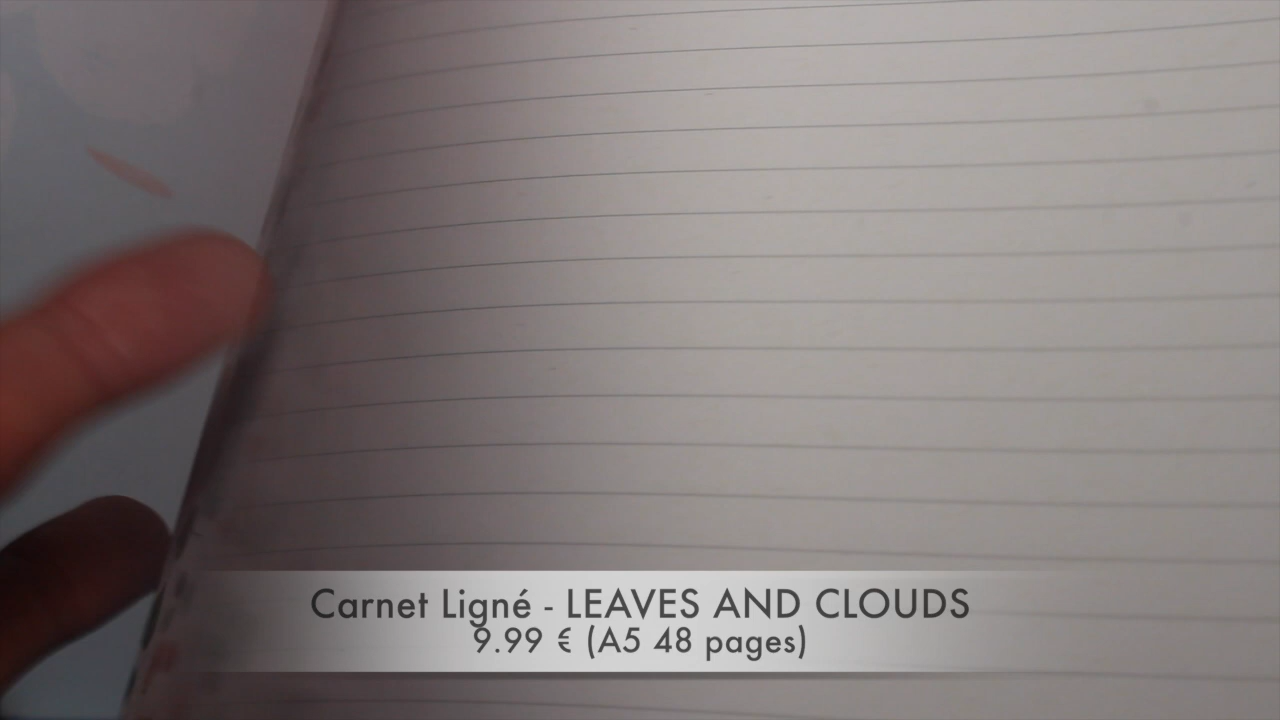 Carnet Ligné - LEAVES AND CLOUDS
9.99 € (A5 48 pages)